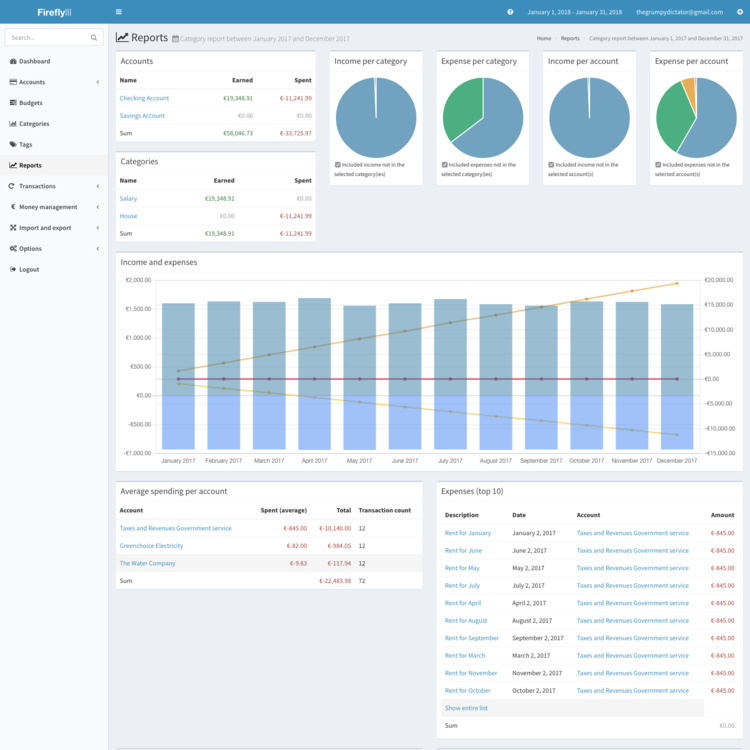 FireflyIII
January 1, 2018 - January 31, 2018
thegrumpydictator@gmail.com
Search...
Dashboard
Accounts
Budgets
Categories
Tags
Reports
Transactions
€ Money management
Import and export
Options
Logout
Reports Category report between January 2017 and December 2017
Home - Reports - Category report between January 1, 2017 and December 31, 2017
Accounts
Name Earned Spent
Checking Account €19,348.91 €-11,241.99
Savings Account €0.00 €0.00
Sum €58,046.73 €-33,725.97
Categories
Name Earned Spent
Salary €19,348.91 €0.00
House €0.00 €-11,241.99
Sum €19,348.91 €-11,241.99
Income per category
Included income not in the
selected category(ies)
Expense per category
Included expenses not in the
selected category(ies)
Income per account
Included income not in the
selected account(s)
Expense per account
Included expenses not in the
selected account(s)
Income and expenses
€2,000.00 €20,000.00
€1,500.00 €15,000.00
€1,000.00 €10,000.00
€500.00 €5,000.00
€0.00 €0.00
-€500.00 -€5,000.00
-€1,000.00 -€10,000.00
-€15,000.00
January 2017 February 2017 March 2017 April 2017 May 2017 June 2017 July 2017 August 2017 September 2017 October 2017 November 2017 December 2017
Average spending per account
Account Spent (average) Total Transaction count
Taxes and Revenues Government service €-845.00 €-10,140.00 12
Greenchoice Electricity €-82.00 €-984.05 12
The Water Company €-9.83 €-117.94 12
Sum €-22,483.98 72
Expenses (top 10)
Description Date Account Amount
Rent for January January 2, 2017 Taxes and Revenues Government service €-845.00
Rent for June June 2, 2017 Taxes and Revenues Government service €-845.00
Rent for May May 2, 2017 Taxes and Revenues Government service €-845.00
Rent for July July 2, 2017 Taxes and Revenues Government service €-845.00
Rent for April April 2, 2017 Taxes and Revenues Government service €-845.00
Rent for August August 2, 2017 Taxes and Revenues Government service €-845.00
Rent for September September 2, 2017 Taxes and Revenues Government service €-845.00
Rent for March March 2, 2017 Taxes and Revenues Government service €-845.00
Rent for November November 2, 2017 Taxes and Revenues Government service €-845.00
Rent for October October 2, 2017 Taxes and Revenues Government service €-845.00
Show entire list
Sum €0.00